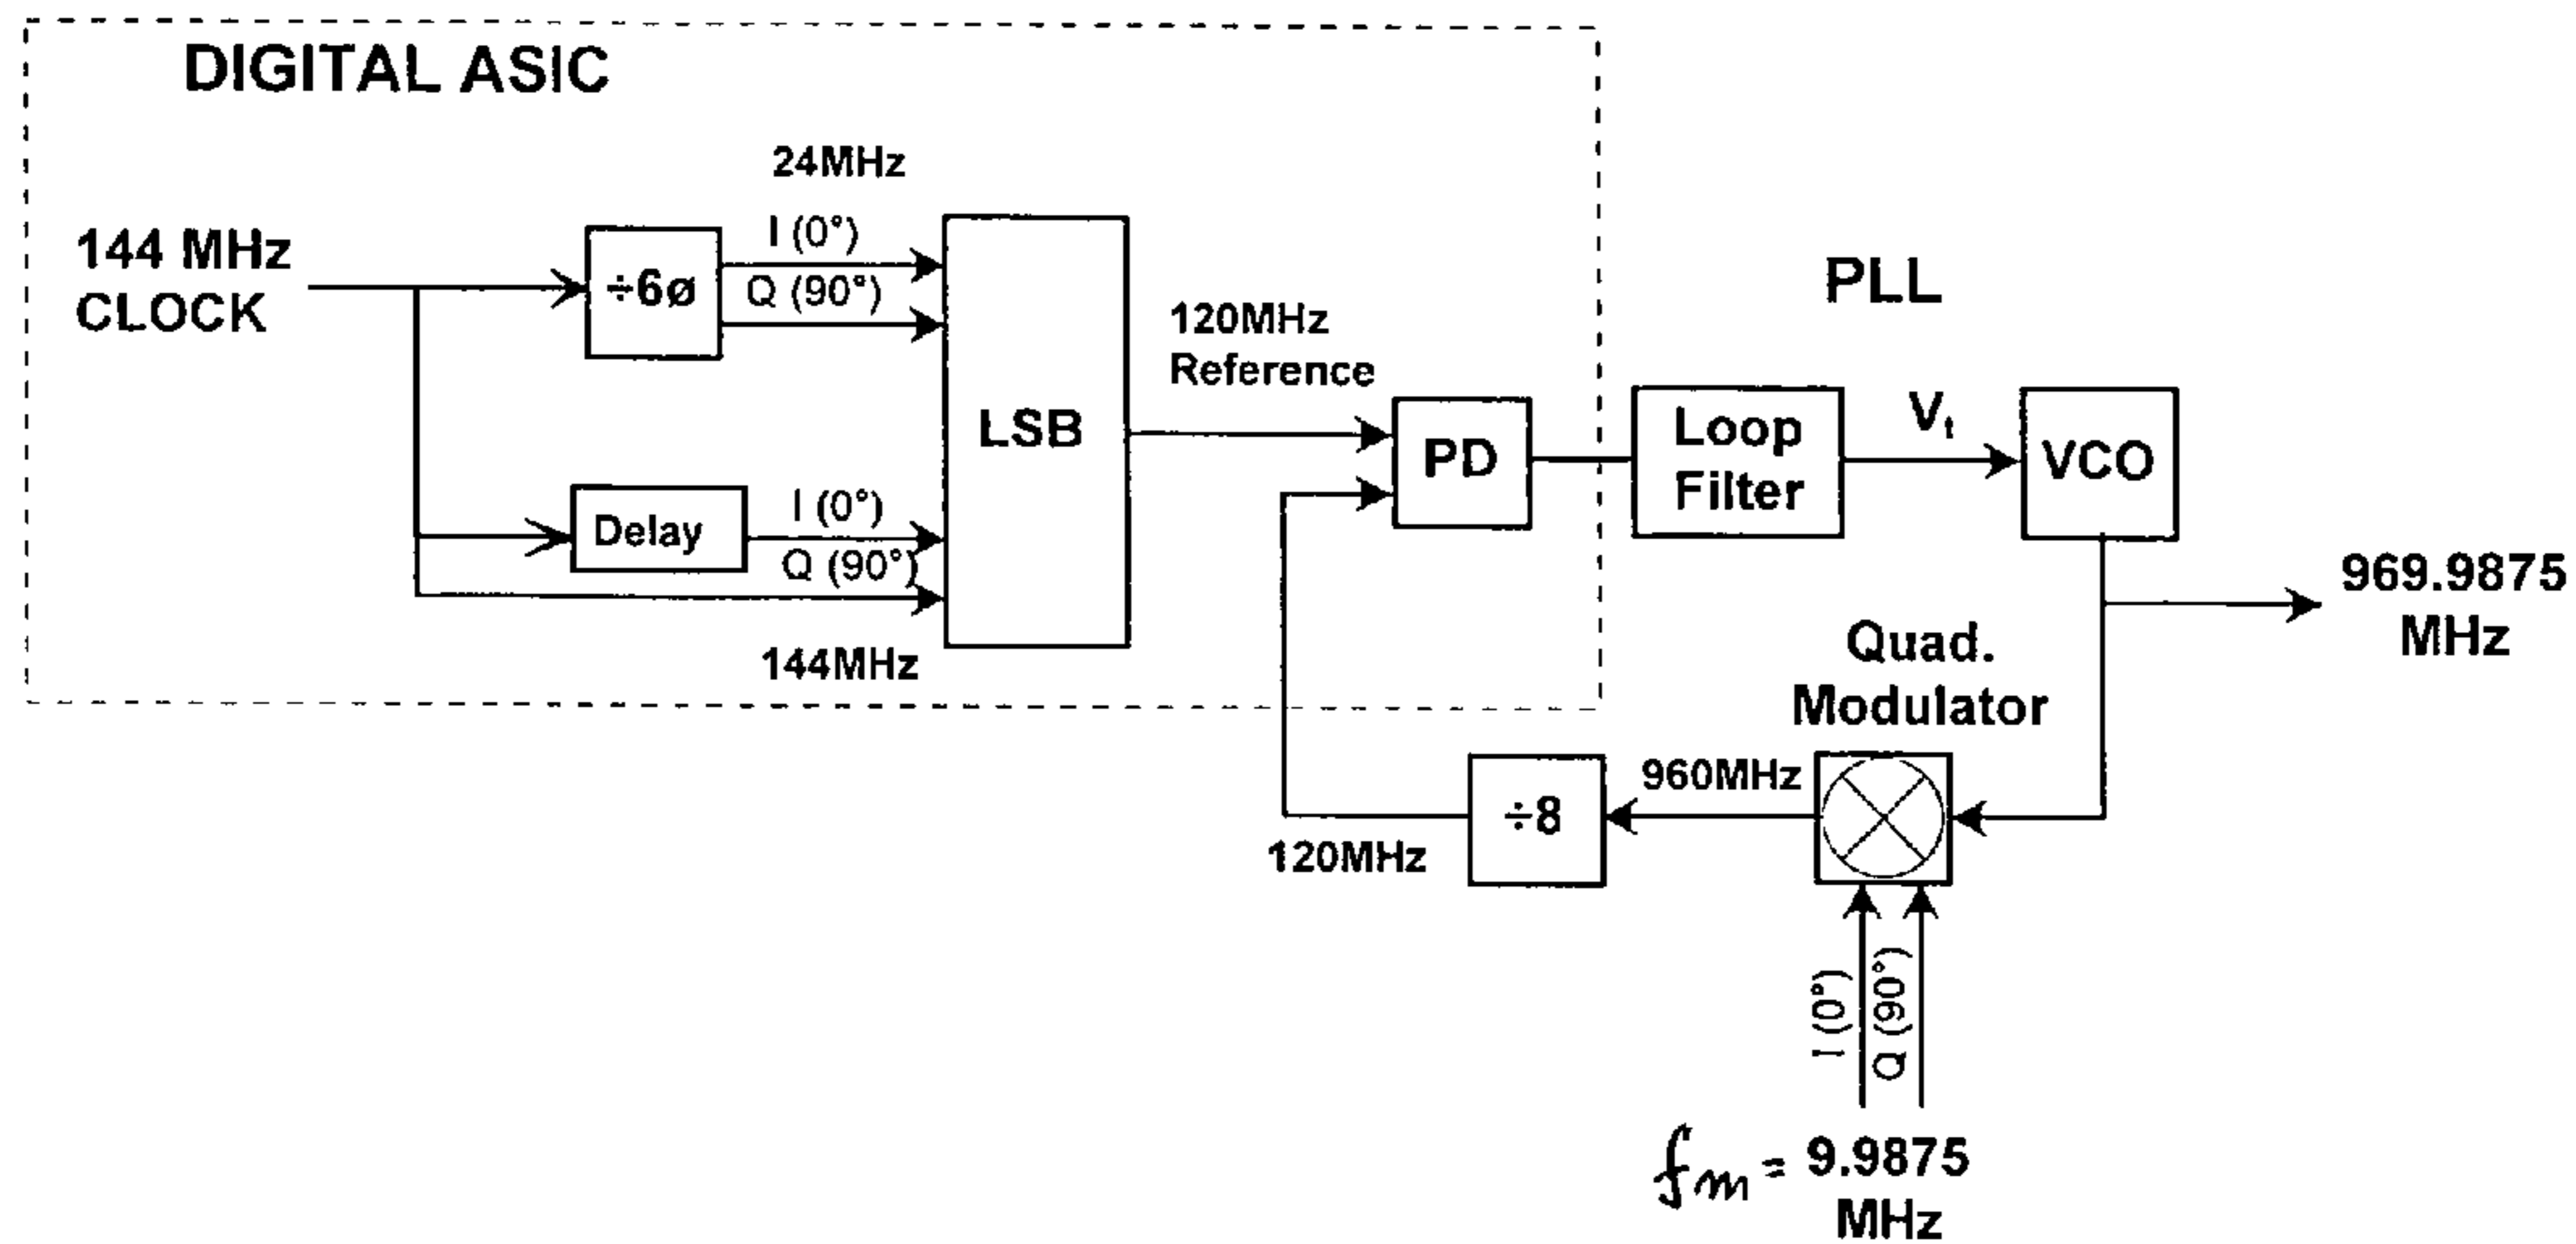 DIGITAL ASIC
24MHz
144 MHz
CLOCK
÷6ø
I (0°)
Q (90°)
LSB
120MHz
Reference
PLL
PD
Loop
Filter
Vt
VCO
Delay
I (0°)
Q (90°)
144MHz
969.9875
MHz
Quad.
Modulator
960MHz
÷8
120MHz
I (0°)
Q (90°)
fm = 9.9875
MHz